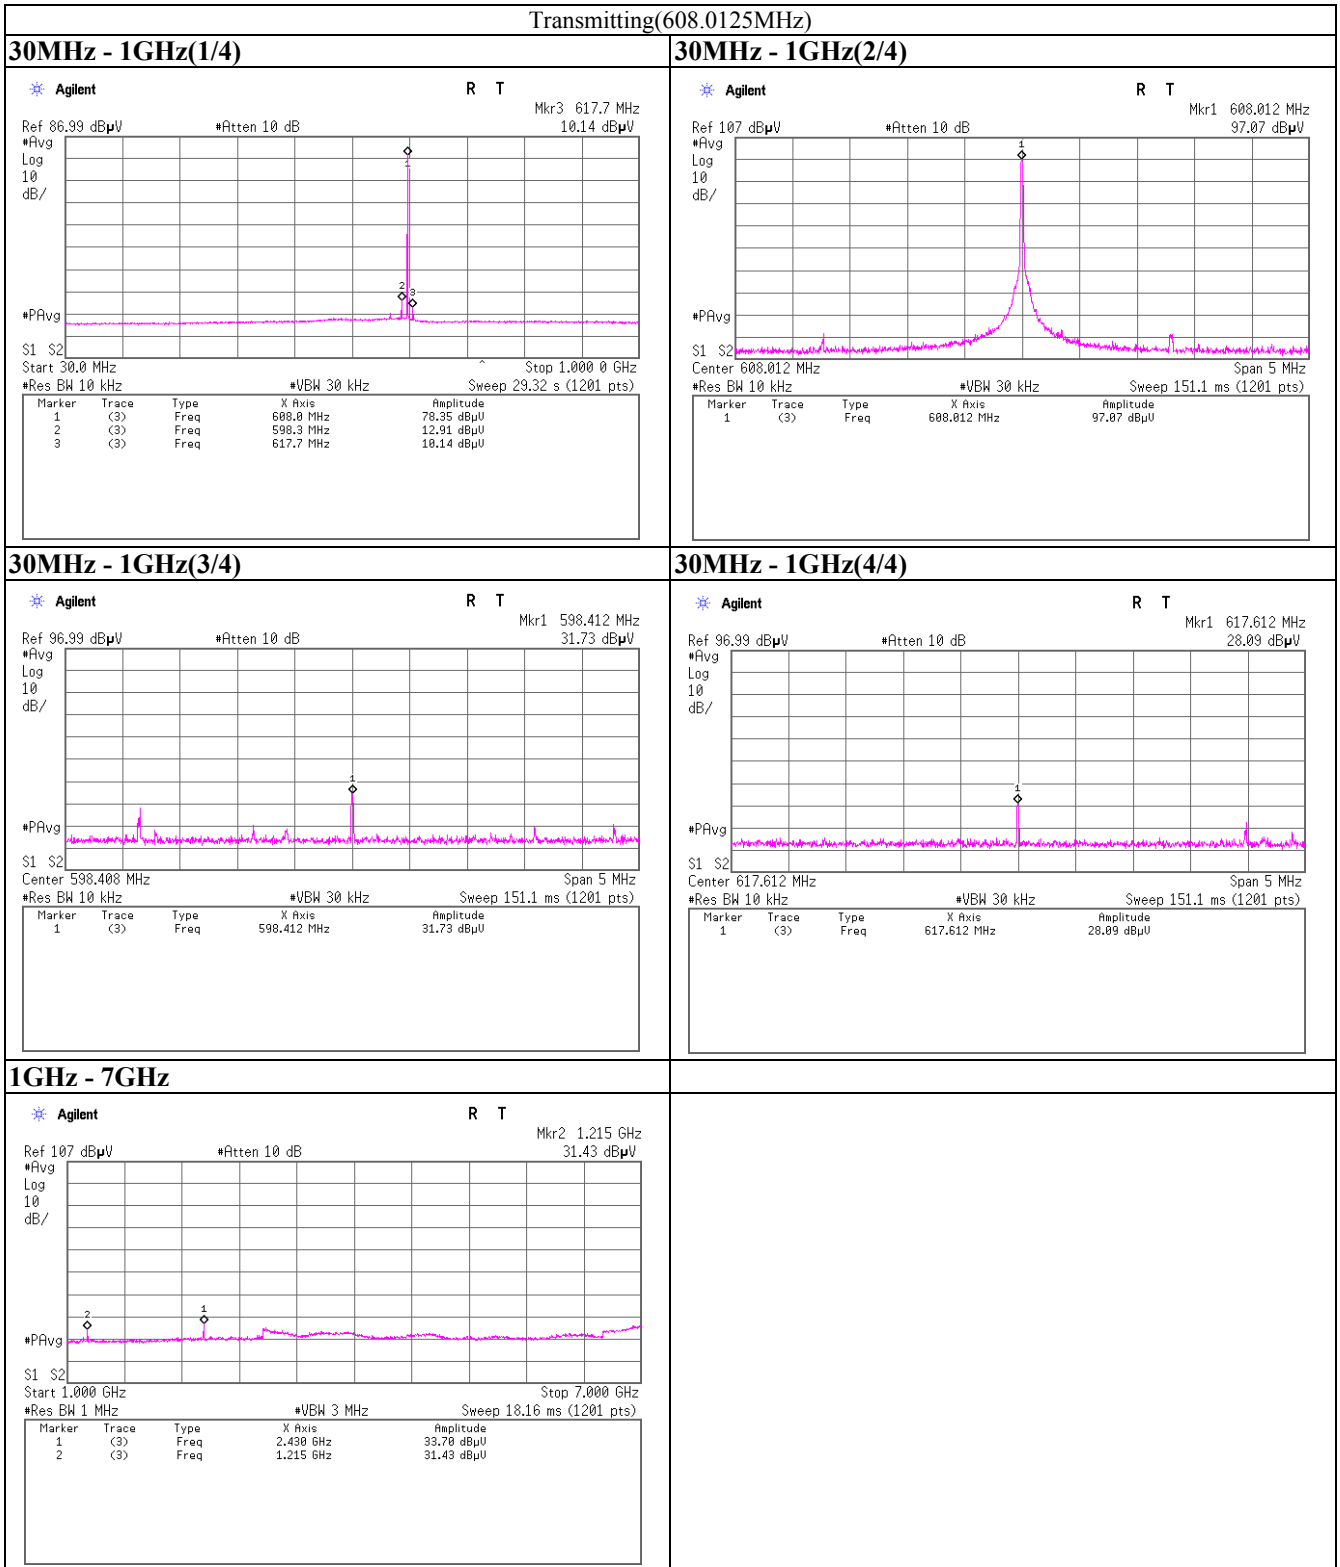 Transmitting(608.0125MHz)
30MHz - 1GHz(1/4)
Agilent R T
Mkr3 617.7 MHz
Ref 86.99 dBµV #Atten 10 dB 10.14 dBµV
#Avg
Log
10
dB/
1
2
3
#PAvg
S1 S2
Start 30.0 MHz ^ Stop 1.000 0 GHz
#Res BW 10 kHz #VBW 30 kHz Sweep 29.32 s (1201 pts)
Marker Trace Type X Axis Amplitude
1 (3) Freq 608.0 MHz 78.35 dBµV
2 (3) Freq 598.3 MHz 12.91 dBµV
3 (3) Freq 617.7 MHz 10.14 dBµV
30MHz - 1GHz(2/4)
Agilent R T
Mkr1 608.012 MHz
Ref 107 dBµV #Atten 10 dB 97.07 dBµV
#Avg
Log
10
dB/
1
#PAvg
S1 S2
Center 608.012 MHz Span 5 MHz
#Res BW 10 kHz #VBW 30 kHz Sweep 151.1 ms (1201 pts)
Marker Trace Type X Axis Amplitude
1 (3) Freq 608.012 MHz 97.07 dBµV
30MHz - 1GHz(3/4)
Agilent R T
Mkr1 598.412 MHz
Ref 96.99 dBµV #Atten 10 dB 31.73 dBµV
#Avg
Log
10
dB/
1
#PAvg
S1 S2
Center 598.408 MHz Span 5 MHz
#Res BW 10 kHz #VBW 30 kHz Sweep 151.1 ms (1201 pts)
Marker Trace Type X Axis Amplitude
1 (3) Freq 598.412 MHz 31.73 dBµV
30MHz - 1GHz(4/4)
Agilent R T
Mkr1 617.612 MHz
Ref 96.99 dBµV #Atten 10 dB 28.09 dBµV
#Avg
Log
10
dB/
1
#PAvg
S1 S2
Center 617.612 MHz Span 5 MHz
#Res BW 10 kHz #VBW 30 kHz Sweep 151.1 ms (1201 pts)
Marker Trace Type X Axis Amplitude
1 (3) Freq 617.612 MHz 28.09 dBµV
1GHz - 7GHz
Agilent R T
Mkr2 1.215 GHz
Ref 107 dBµV #Atten 10 dB 31.43 dBµV
#Avg
Log
10
dB/
2 1
#PAvg
S1 S2
Start 1.000 GHz Stop 7.000 GHz
#Res BW 1 MHz #VBW 3 MHz Sweep 18.16 ms (1201 pts)
Marker Trace Type X Axis Amplitude
1 (3) Freq 2.430 GHz 33.70 dBµV
2 (3) Freq 1.215 GHz 31.43 dBµV